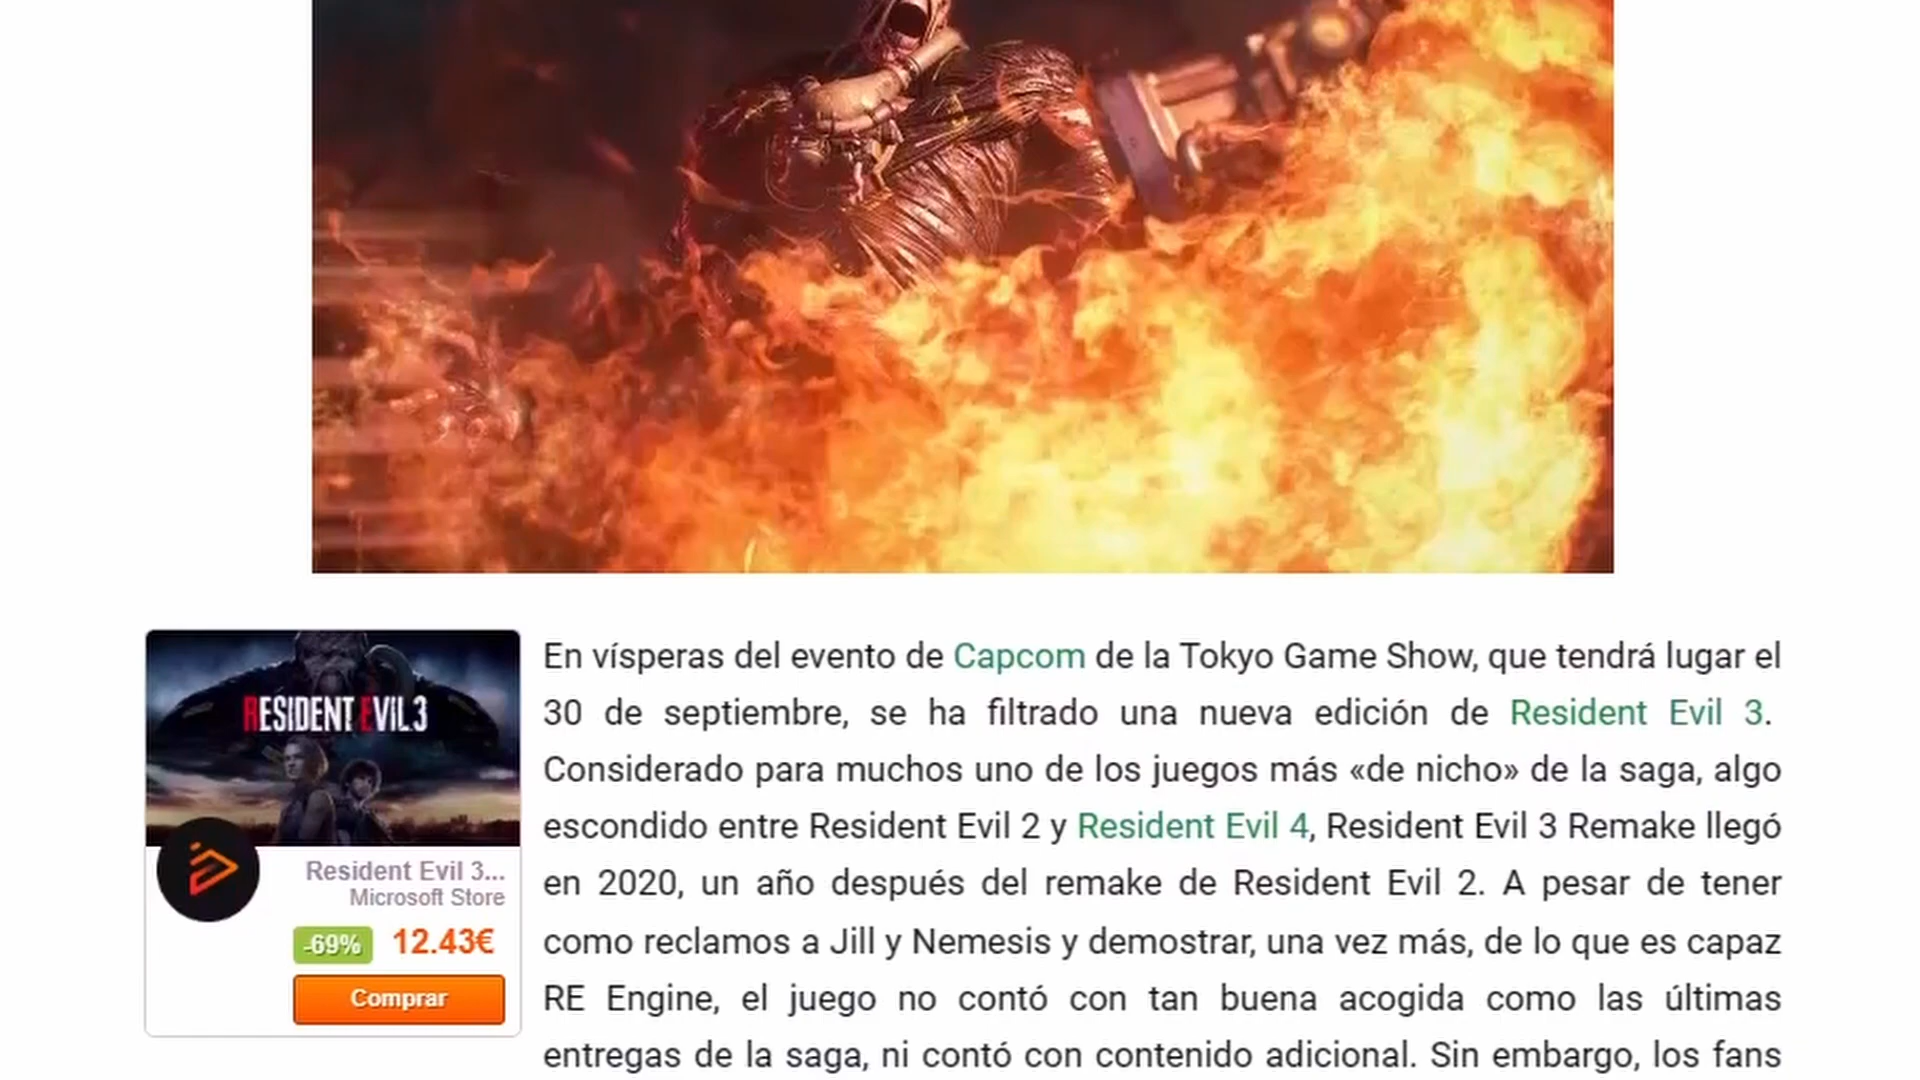 RESIDENT EVIL 3
Resident Evil 3...
Microsoft Store
-69% 12.43€
Comprar
En vísperas del evento de Capcom de la Tokyo Game Show, que tendrá lugar el
30 de septiembre, se ha filtrado una nueva edición de Resident Evil 3.
Considerado para muchos uno de los juegos más «de nicho» de la saga, algo
escondido entre Resident Evil 2 y Resident Evil 4, Resident Evil 3 Remake llegó
en 2020, un año después del remake de Resident Evil 2. A pesar de tener
como reclamos a Jill y Nemesis y demostrar, una vez más, de lo que es capaz
RE Engine, el juego no contó con tan buena acogida como las últimas
entregas de la saga, ni contó con contenido adicional. Sin embargo, los fans